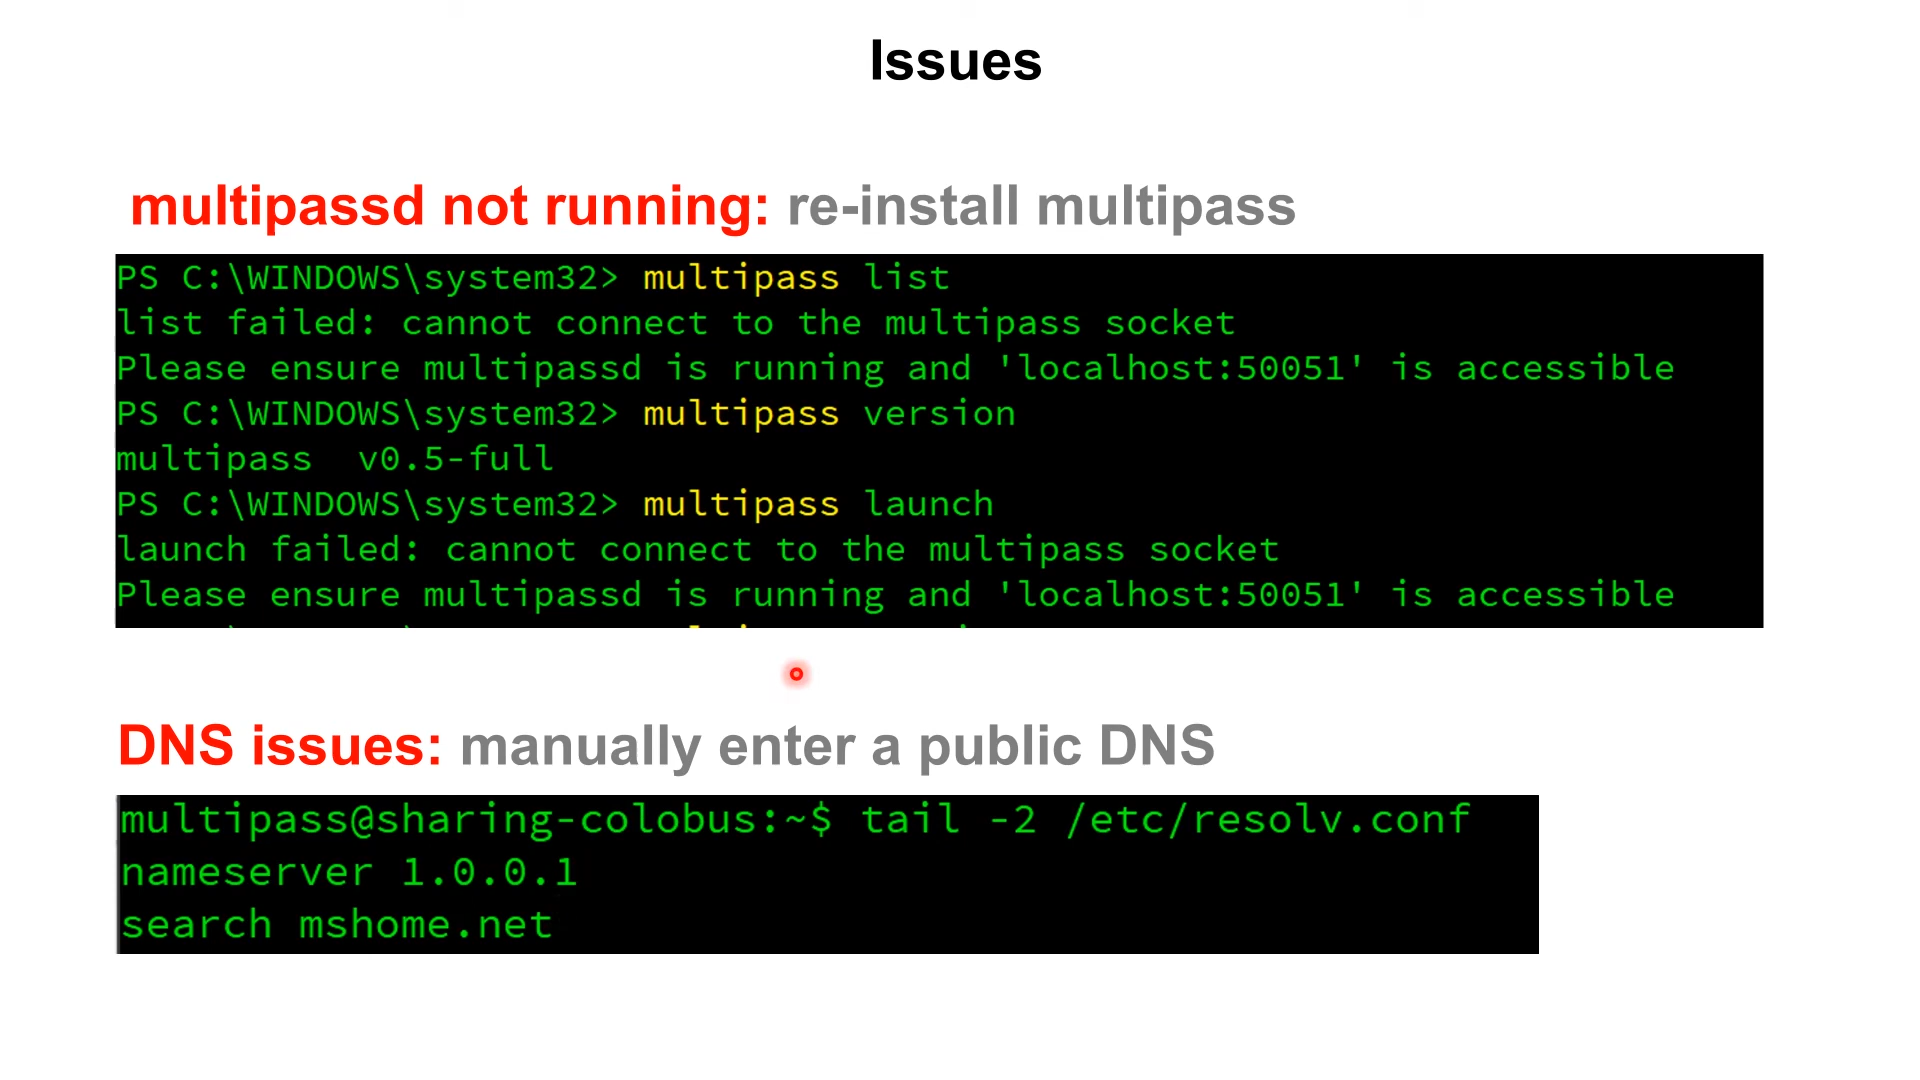 Issues
multipassd not running: re-install multipass
PS C:\WINDOWS\system32> multipass list
list failed: cannot connect to the multipass socket
Please ensure multipassd is running and 'localhost:50051' is accessible
PS C:\WINDOWS\system32> multipass version
multipass  v0.5-full
PS C:\WINDOWS\system32> multipass launch
launch failed: cannot connect to the multipass socket
Please ensure multipassd is running and 'localhost:50051' is accessible
DNS issues: manually enter a public DNS
multipass@sharing-colobus:~$ tail -2 /etc/resolv.conf
nameserver 1.0.0.1
search mshome.net